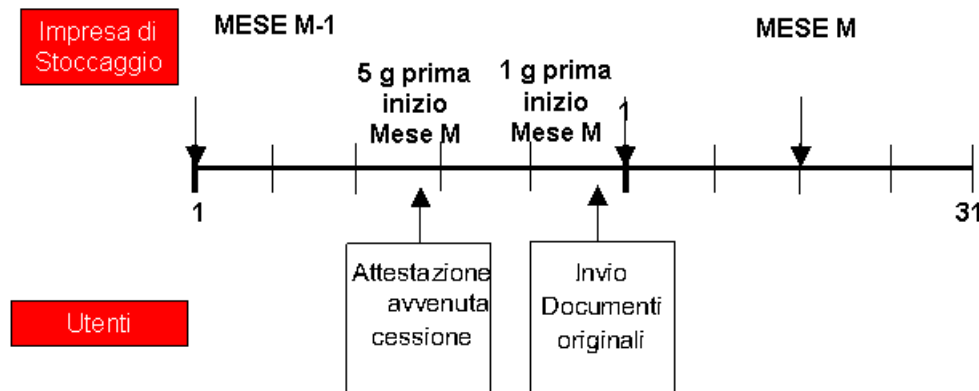 Impresa di
Stoccaggio
MESE M-1
MESE M
5 g prima
inizio
Mese M
1 g prima
inizio
Mese M
1
1
31
Attestazione
avvenuta
cessione
Invio
Documenti
originali
Utenti